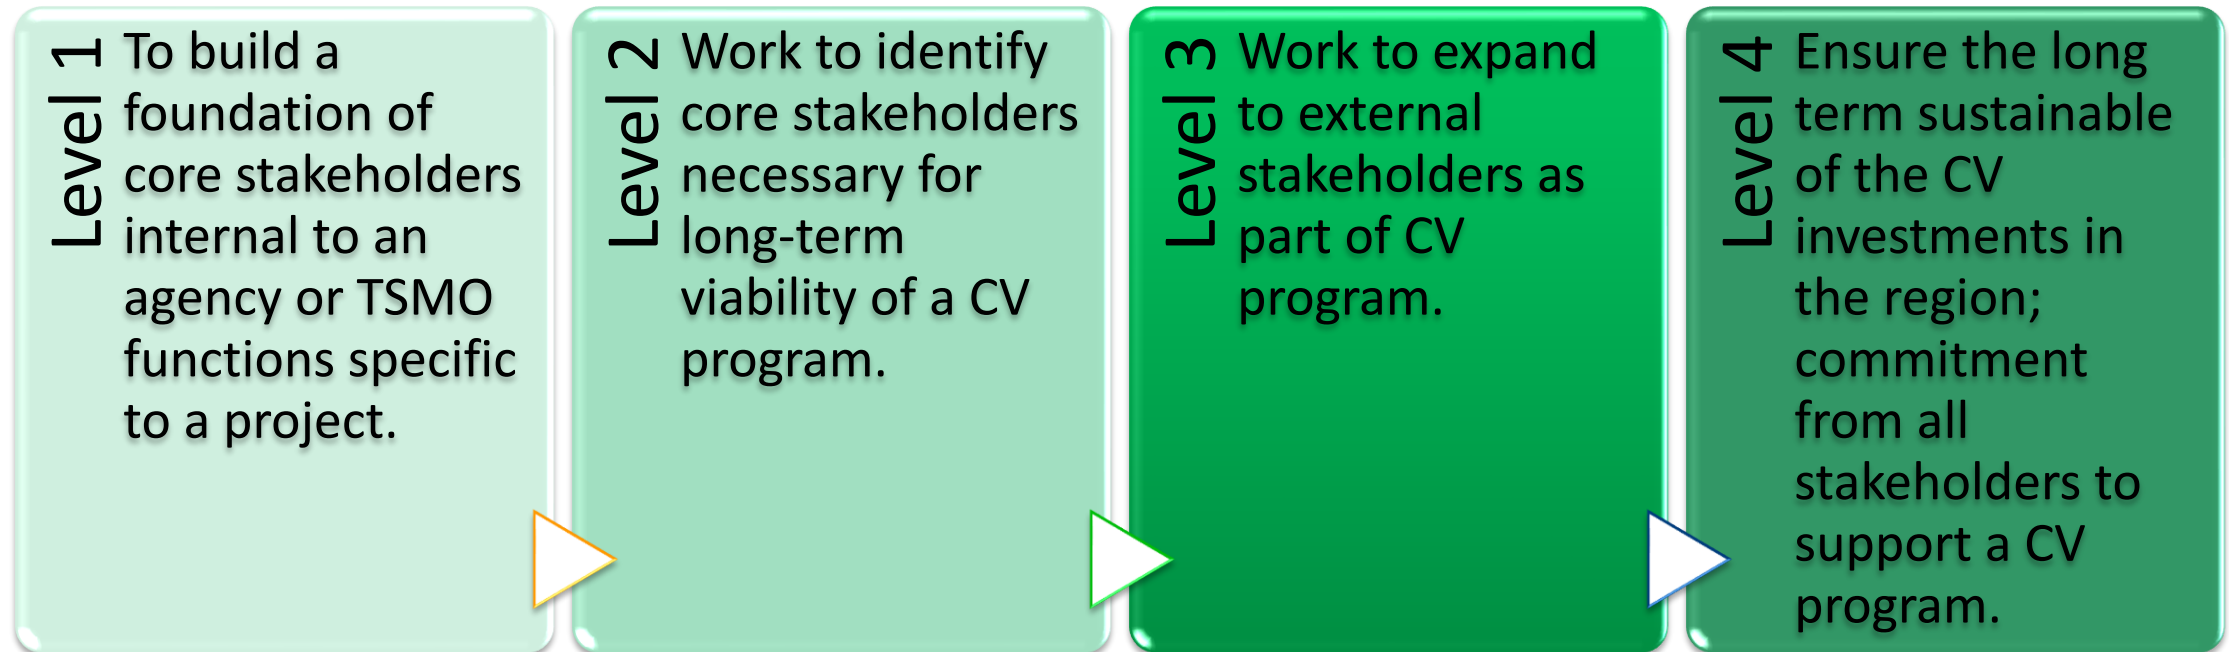 Level 1
To build a
foundation of
core stakeholders
internal to an
agency or TSMO
functions specific
to a project.
Level 2
Work to identify
core stakeholders
necessary for
long-term
viability of a CV
program.
Level 3
Work to expand
to external
stakeholders as
part of CV
program.
Level 4
Ensure the long
term sustainable
of the CV
investments in
the region;
commitment
from all
stakeholders to
support a CV
program.